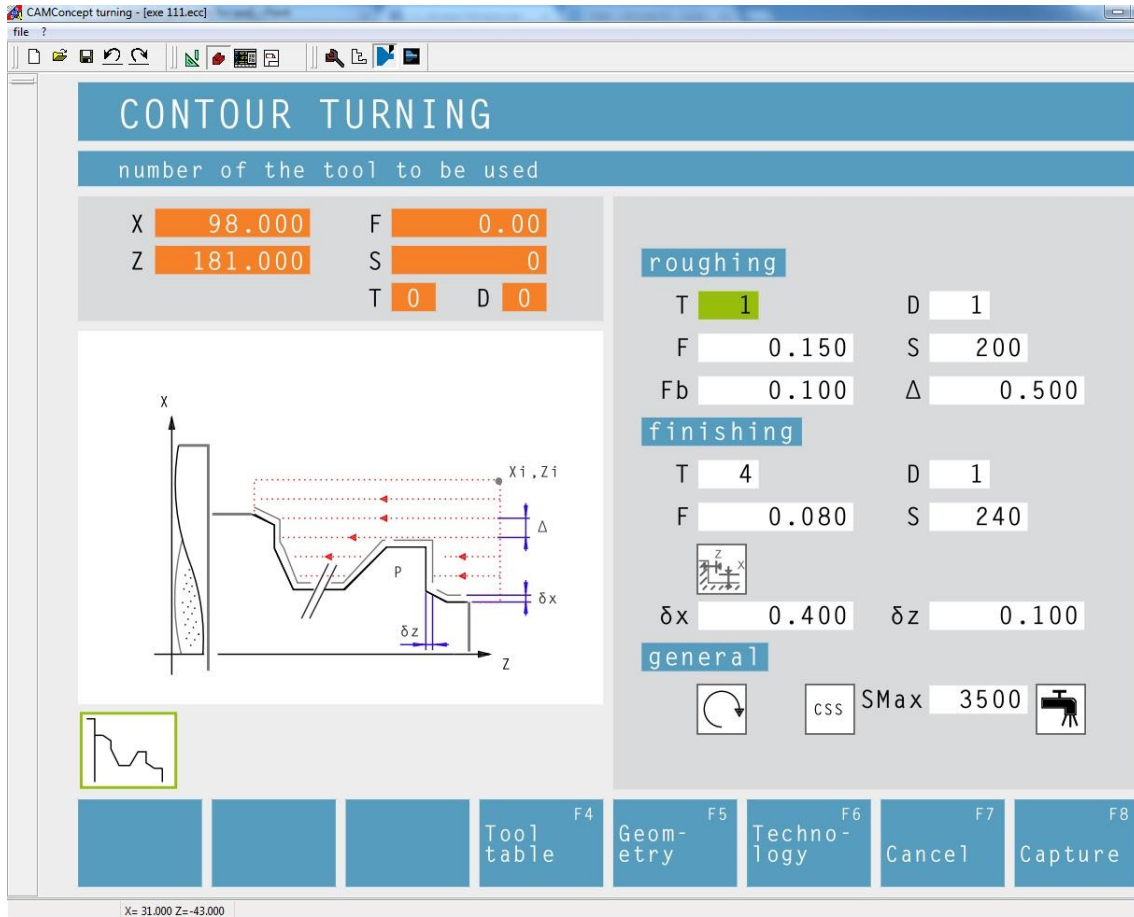 CAMConcept turning - [exe 111.ecc]
file ?
CONTOUR TURNING
number of the tool to be used
X 98.000 F 0.00
Z 181.000 S 0
T 0 D 0
X
Xi,Zi
Δ
P
δx
δz
Z
roughing
T 1 D 1
F 0.150 S 200
Fb 0.100 Δ 0.500
finishing
T 4 D 1
F 0.080 S 240
Z X
δx 0.400 δz 0.100
general
css SMax 3500
F4 Tool table
F5 Geom-etry
F6 Techno-logy
F7 Cancel
F8 Capture
X= 31.000 Z=-43.000